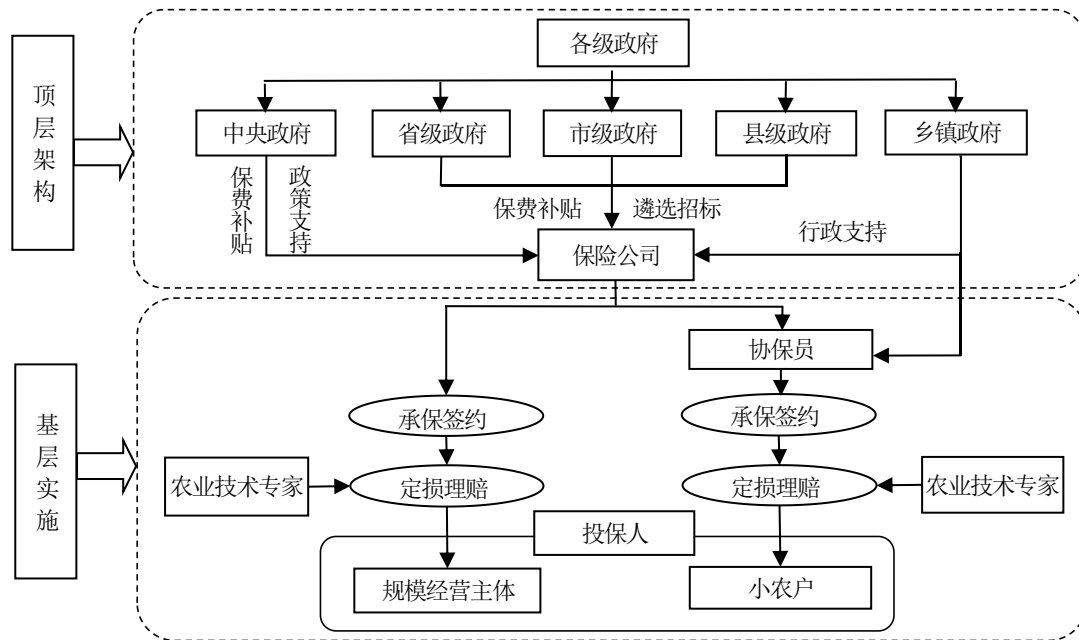 各级政府
顶层架构
中央政府
省级政府
市级政府
县级政府
乡镇政府
保费补贴
政策支持
保费补贴
遴选招标
行政支持
保险公司
基层实施
协保员
承保签约
承保签约
农业技术专家
定损理赔
定损理赔
农业技术专家
投保人
规模经营主体
小农户